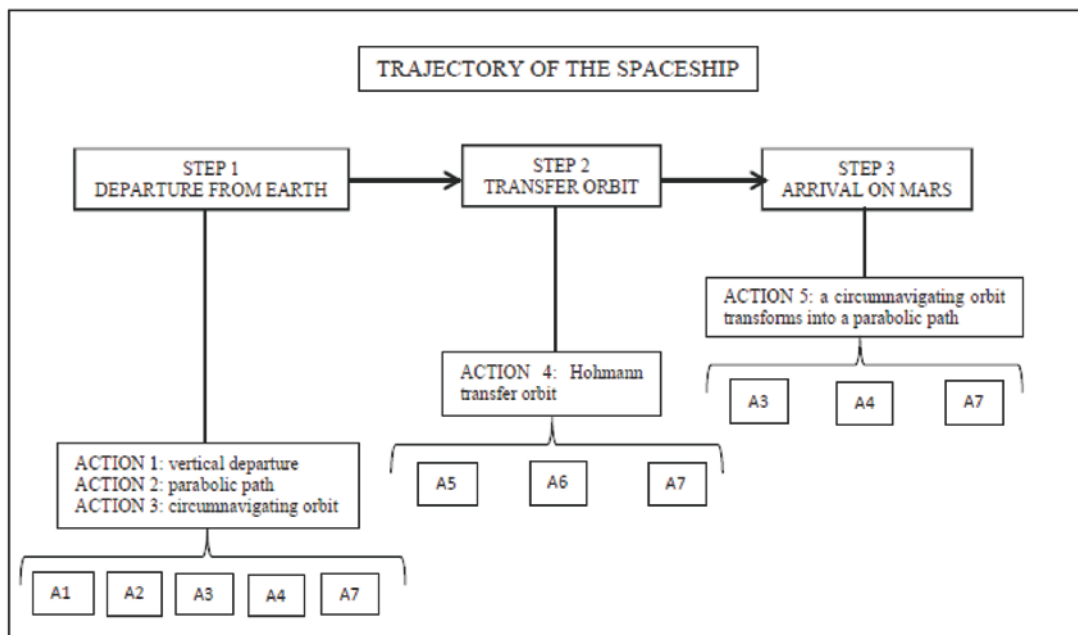 TRAJECTORY OF THE SPACESHIP
STEP 1
DEPARTURE FROM EARTH
STEP 2
TRANSFER ORBIT
STEP 3
ARRIVAL ON MARS
ACTION 5: a circumnavigating orbit
transforms into a parabolic path
A3 A4 A7
ACTION 4: Hohmann
transfer orbit
A5 A6 A7
ACTION 1: vertical departure
ACTION 2: parabolic path
ACTION 3: circumnavigating orbit
A1 A2 A3 A4 A7